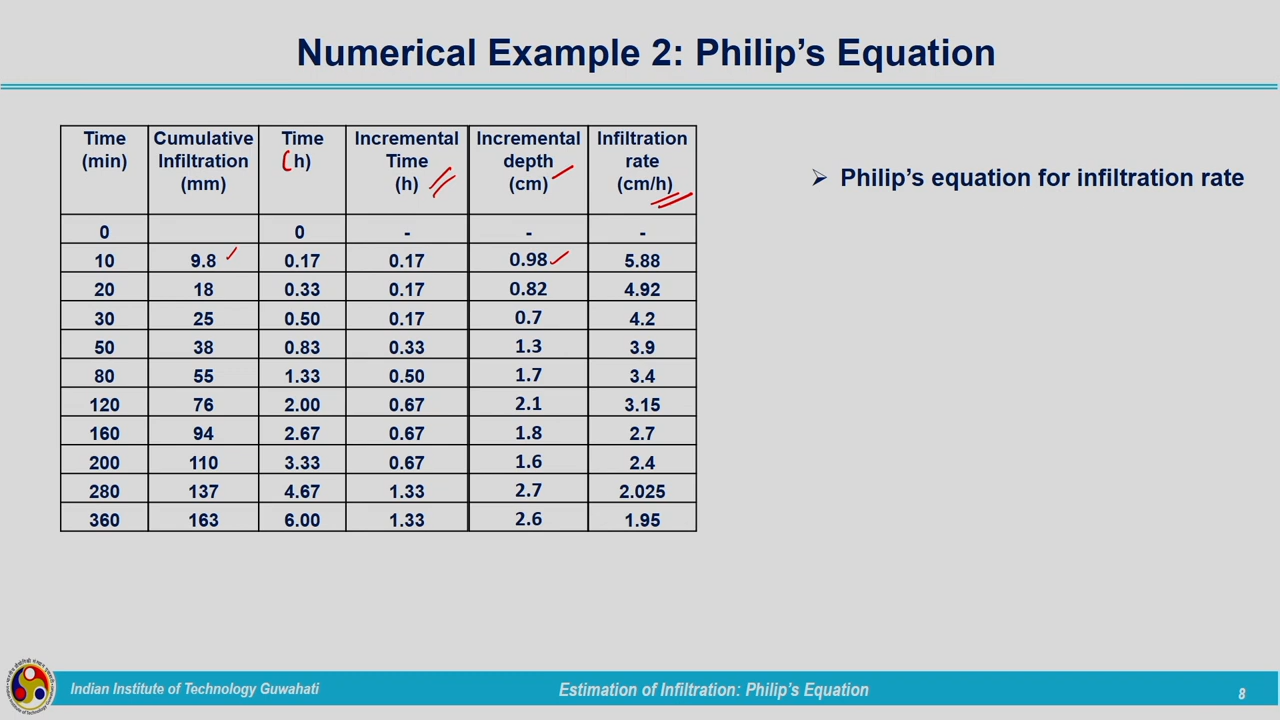 Numerical Example 2: Philip's Equation
Time (min) Cumulative Infiltration (mm) Time (h) Incremental Time (h) Incremental depth (cm) Infiltration rate (cm/h)
0 0 - - -
10 9.8 0.17 0.17 0.98 5.88
20 18 0.33 0.17 0.82 4.92
30 25 0.50 0.17 0.7 4.2
50 38 0.83 0.33 1.3 3.9
80 55 1.33 0.50 1.7 3.4
120 76 2.00 0.67 2.1 3.15
160 94 2.67 0.67 1.8 2.7
200 110 3.33 0.67 1.6 2.4
280 137 4.67 1.33 2.7 2.025
360 163 6.00 1.33 2.6 1.95
➢ Philip's equation for infiltration rate
Indian Institute of Technology Guwahati
Estimation of Infiltration: Philip's Equation
8